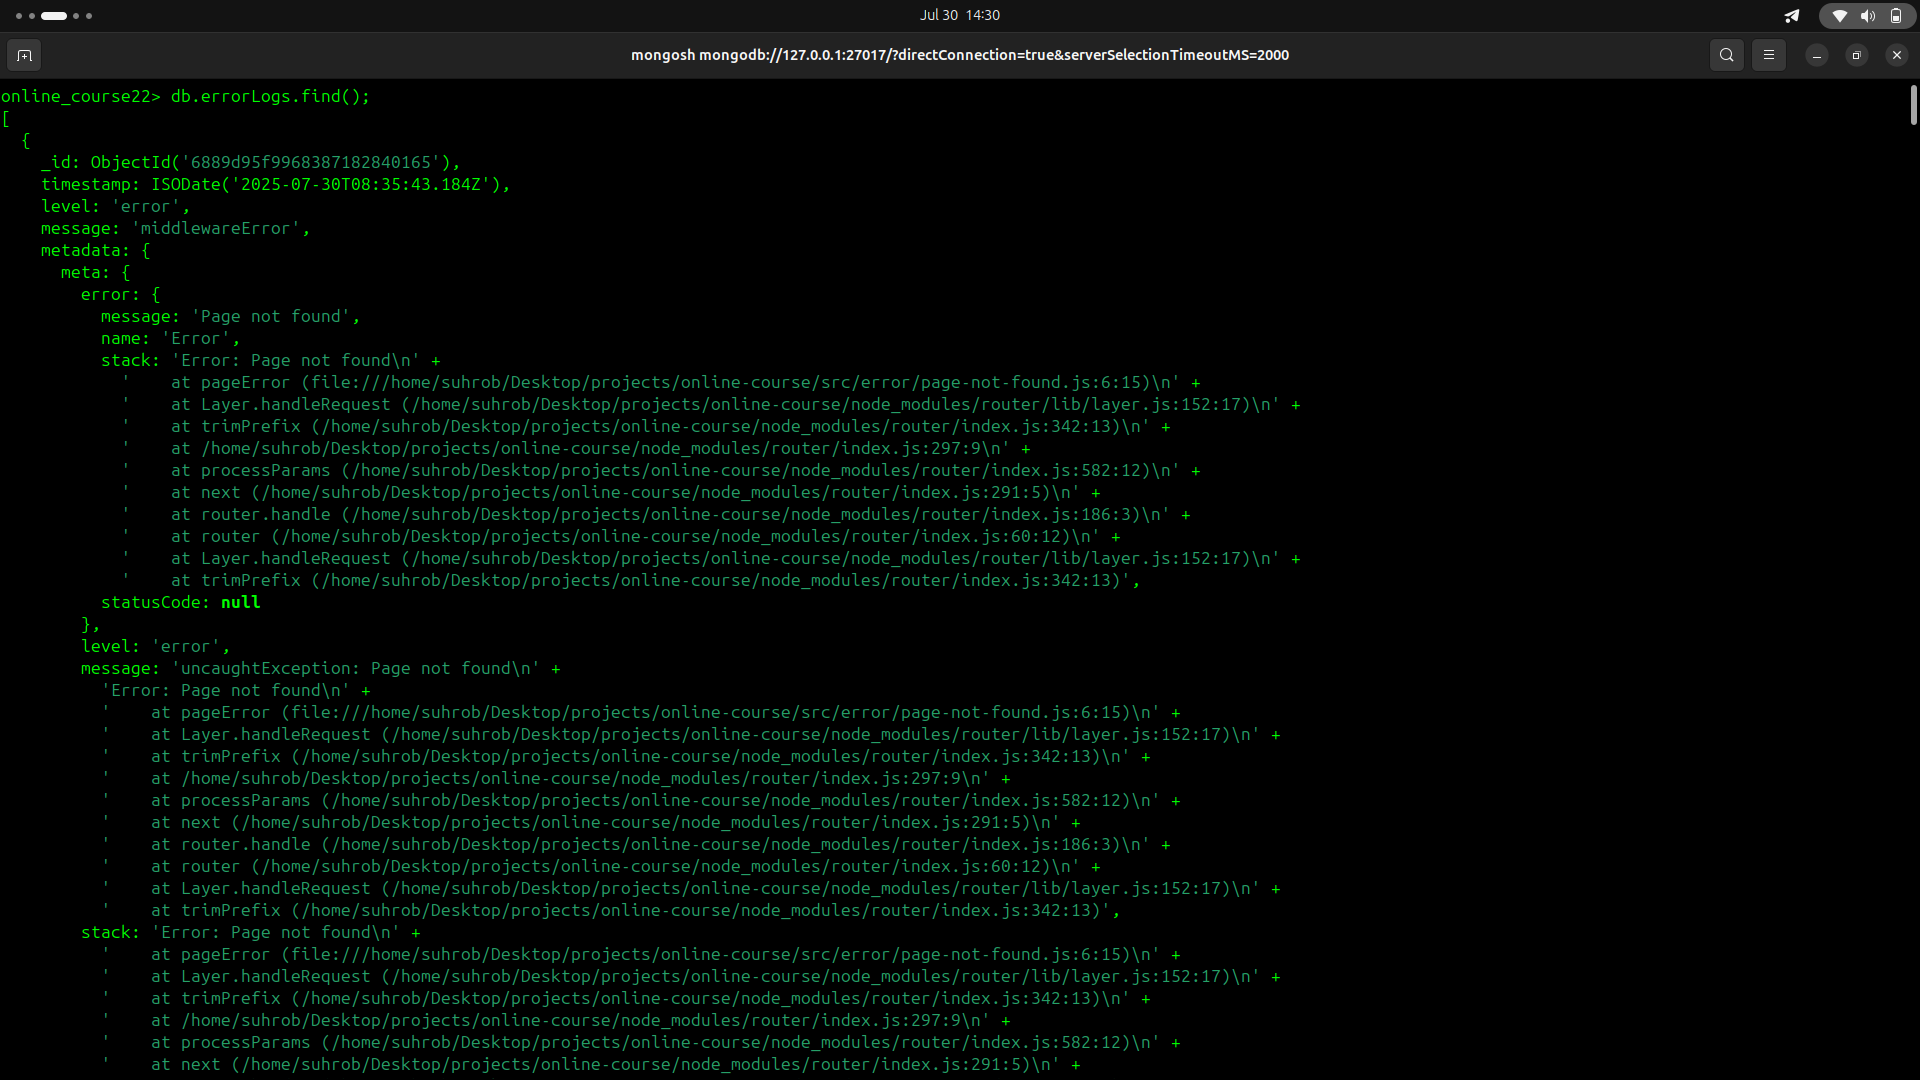 Jul 30 14:30
mongosh mongodb://127.0.0.1:27017/?directConnection=true&serverSelectionTimeoutMS=2000
online_course22> db.errorLogs.find();
[
  {
    _id: ObjectId('6889d95f9968387182840165'),
    timestamp: ISODate('2025-07-30T08:35:43.184Z'),
    level: 'error',
    message: 'middlewareError',
    metadata: {
      meta: {
        error: {
          message: 'Page not found',
          name: 'Error',
          stack: 'Error: Page not found\n' +
            '    at pageError (file:///home/suhrob/Desktop/projects/online-course/src/error/page-not-found.js:6:15)\n' +
            '    at Layer.handleRequest (/home/suhrob/Desktop/projects/online-course/node_modules/router/lib/layer.js:152:17)\n' +
            '    at trimPrefix (/home/suhrob/Desktop/projects/online-course/node_modules/router/index.js:342:13)\n' +
            '    at /home/suhrob/Desktop/projects/online-course/node_modules/router/index.js:297:9\n' +
            '    at processParams (/home/suhrob/Desktop/projects/online-course/node_modules/router/index.js:582:12)\n' +
            '    at next (/home/suhrob/Desktop/projects/online-course/node_modules/router/index.js:291:5)\n' +
            '    at router.handle (/home/suhrob/Desktop/projects/online-course/node_modules/router/index.js:186:3)\n' +
            '    at router (/home/suhrob/Desktop/projects/online-course/node_modules/router/index.js:60:12)\n' +
            '    at Layer.handleRequest (/home/suhrob/Desktop/projects/online-course/node_modules/router/lib/layer.js:152:17)\n' +
            '    at trimPrefix (/home/suhrob/Desktop/projects/online-course/node_modules/router/index.js:342:13)',
          statusCode: null
        },
        level: 'error',
        message: 'uncaughtException: Page not found\n' +
          'Error: Page not found\n' +
          '    at pageError (file:///home/suhrob/Desktop/projects/online-course/src/error/page-not-found.js:6:15)\n' +
          '    at Layer.handleRequest (/home/suhrob/Desktop/projects/online-course/node_modules/router/lib/layer.js:152:17)\n' +
          '    at trimPrefix (/home/suhrob/Desktop/projects/online-course/node_modules/router/index.js:342:13)\n' +
          '    at /home/suhrob/Desktop/projects/online-course/node_modules/router/index.js:297:9\n' +
          '    at processParams (/home/suhrob/Desktop/projects/online-course/node_modules/router/index.js:582:12)\n' +
          '    at next (/home/suhrob/Desktop/projects/online-course/node_modules/router/index.js:291:5)\n' +
          '    at router.handle (/home/suhrob/Desktop/projects/online-course/node_modules/router/index.js:186:3)\n' +
          '    at router (/home/suhrob/Desktop/projects/online-course/node_modules/router/index.js:60:12)\n' +
          '    at Layer.handleRequest (/home/suhrob/Desktop/projects/online-course/node_modules/router/lib/layer.js:152:17)\n' +
          '    at trimPrefix (/home/suhrob/Desktop/projects/online-course/node_modules/router/index.js:342:13)',
        stack: 'Error: Page not found\n' +
          '    at pageError (file:///home/suhrob/Desktop/projects/online-course/src/error/page-not-found.js:6:15)\n' +
          '    at Layer.handleRequest (/home/suhrob/Desktop/projects/online-course/node_modules/router/lib/layer.js:152:17)\n' +
          '    at trimPrefix (/home/suhrob/Desktop/projects/online-course/node_modules/router/index.js:342:13)\n' +
          '    at /home/suhrob/Desktop/projects/online-course/node_modules/router/index.js:297:9\n' +
          '    at processParams (/home/suhrob/Desktop/projects/online-course/node_modules/router/index.js:582:12)\n' +
          '    at next (/home/suhrob/Desktop/projects/online-course/node_modules/router/index.js:291:5)\n' +